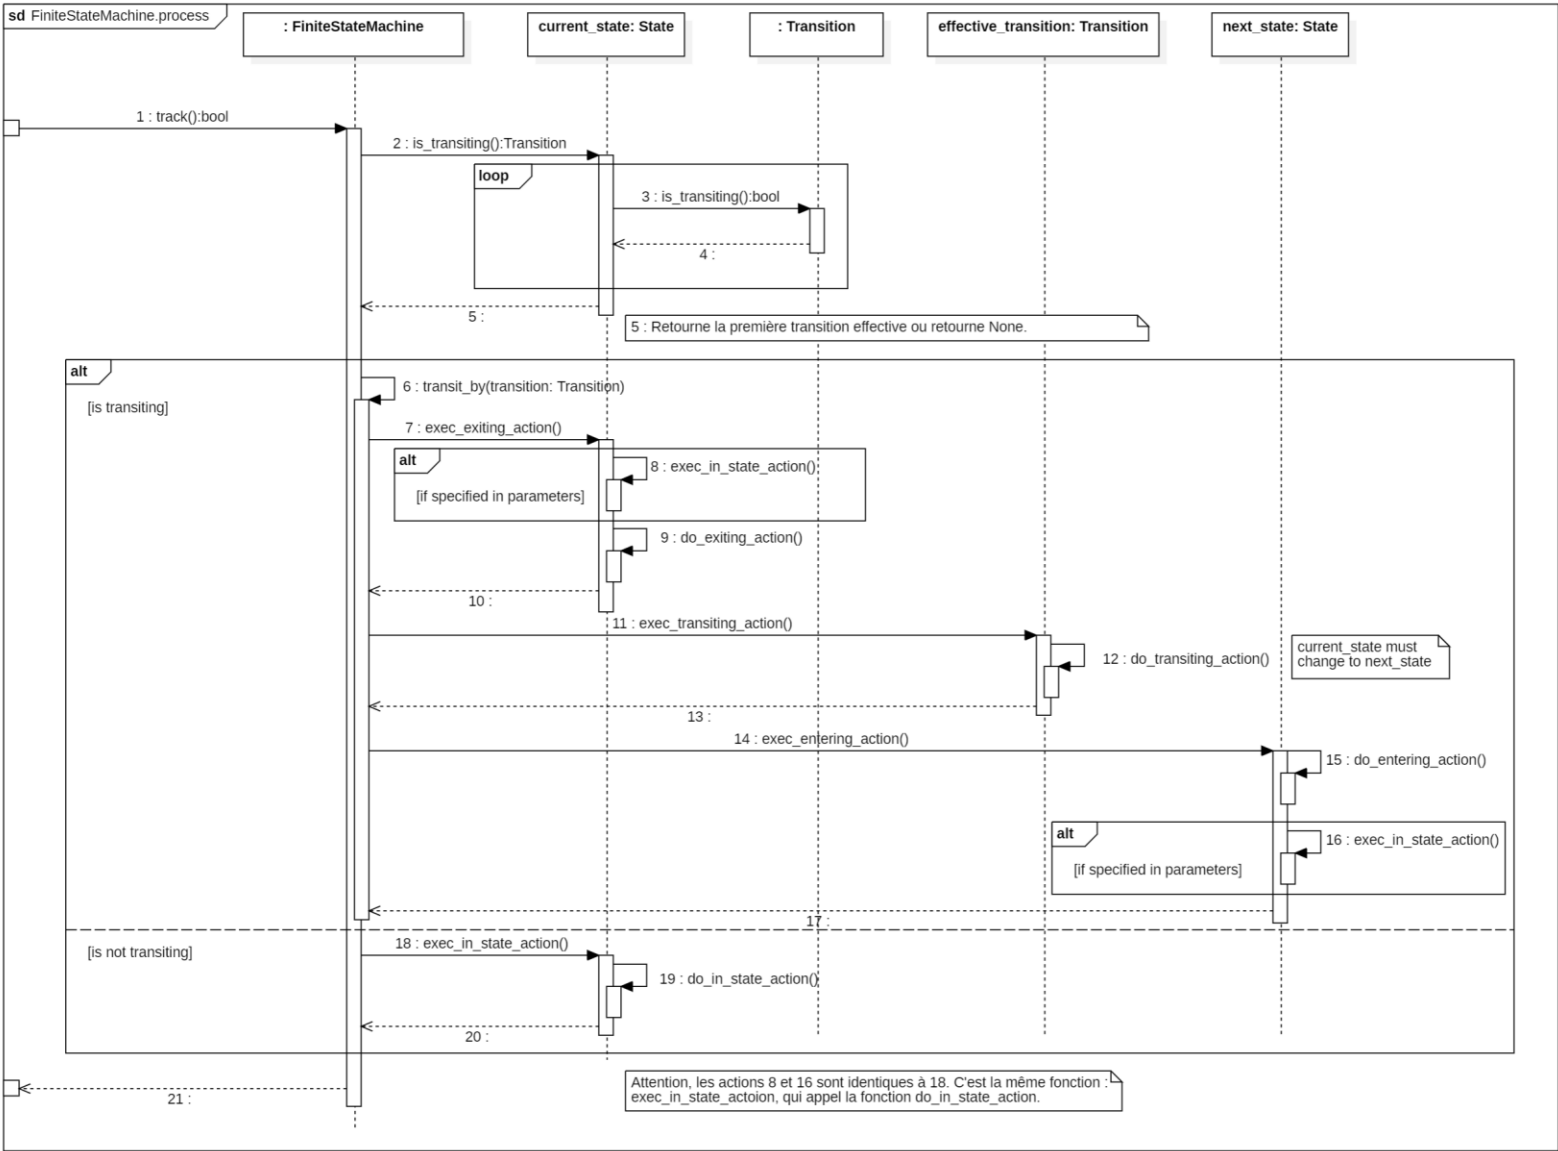 sd FiniteStateMachine.process
: FiniteStateMachine
current_state: State
: Transition
effective_transition: Transition
next_state: State
1 : track():bool
2 : is_transiting():Transition
loop
3 : is_transiting():bool
4 :
5 :
5 : Retourne la première transition effective ou retourne None.
alt
6 : transit_by(transition: Transition)
[is transiting]
7 : exec_exiting_action()
alt
8 : exec_in_state_action()
[if specified in parameters]
9 : do_exiting_action()
10 :
11 : exec_transiting_action()
12 : do_transiting_action()
current_state must
change to next_state
13 :
14 : exec_entering_action()
15 : do_entering_action()
alt
16 : exec_in_state_action()
[if specified in parameters]
17 :
18 : exec_in_state_action()
[is not transiting]
19 : do_in_state_action()
20 :
Attention, les actions 8 et 16 sont identiques à 18. C'est la même fonction :
exec_in_state_actoion, qui appel la fonction do_in_state_action.
21 :